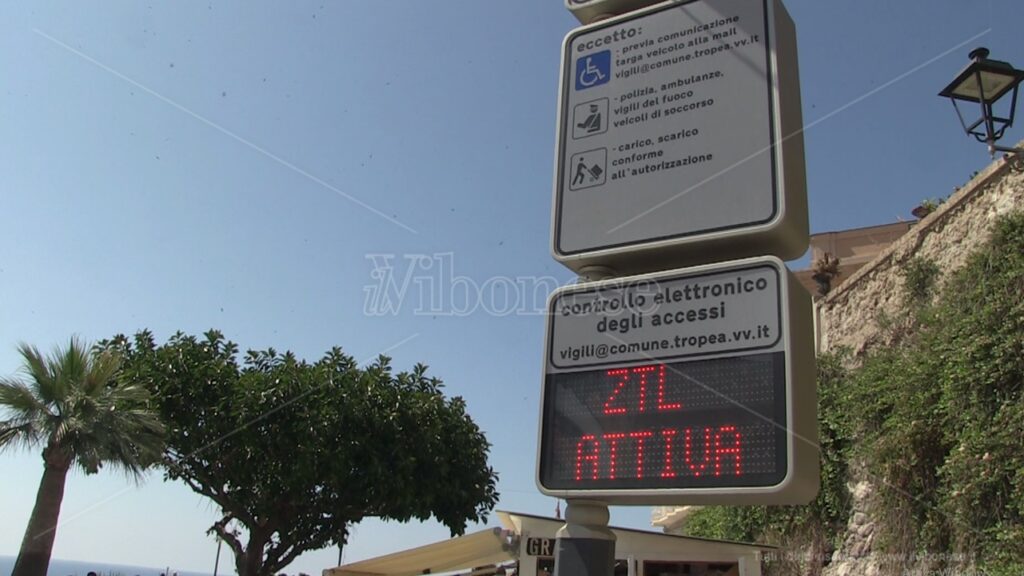 eccetto:
- previa comunicazione
targa veicolo alla mail
vigili@comune.tropea.vv.it
- polizia, ambulanze,
vigili del fuoco
veicoli di soccorso
- carico, scarico
conforme
all'autorizzazione
ilVibonese
controllo elettronico
degli accessi
vigili@comune.tropea.vv.it
ZTL
ATTIVA
GR